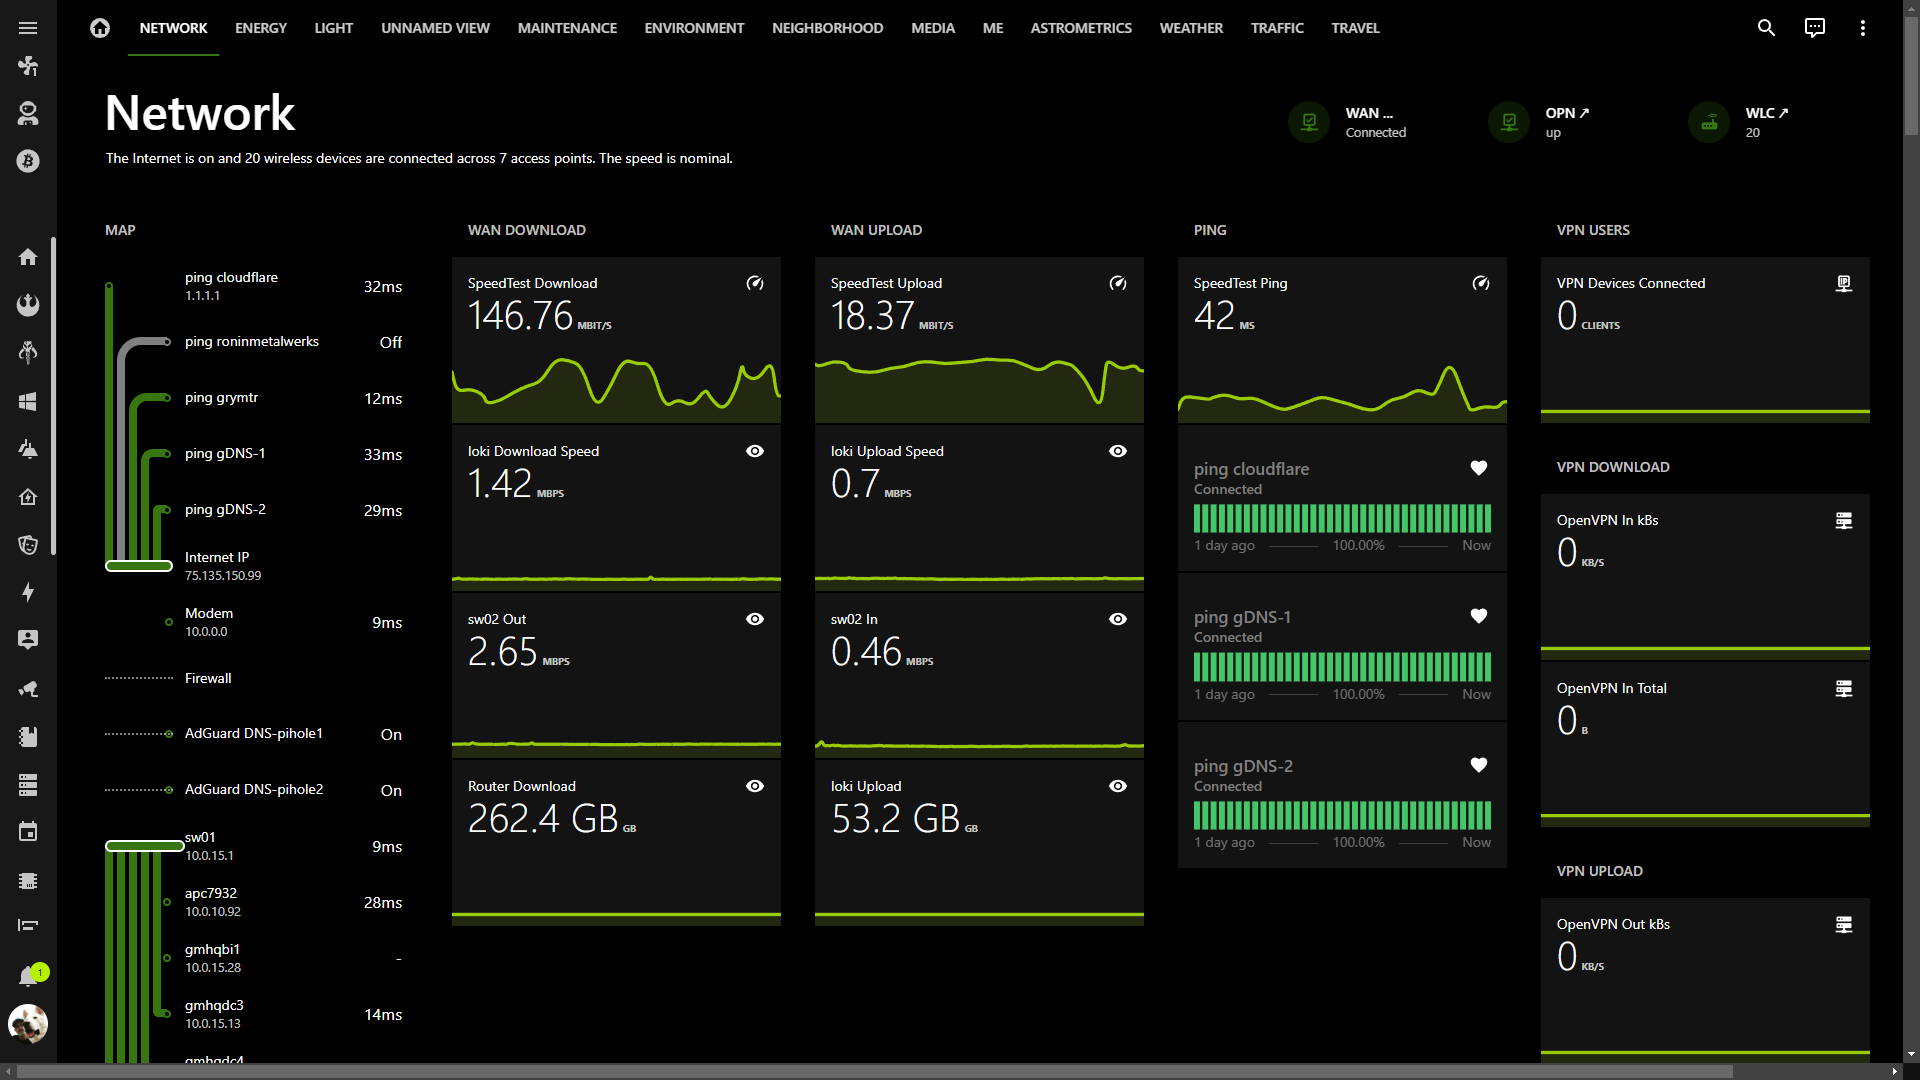 NETWORK ENERGY LIGHT UNNAMED VIEW MAINTENANCE ENVIRONMENT NEIGHBORHOOD MEDIA ME ASTROMETRICS WEATHER TRAFFIC TRAVEL
Network
The Internet is on and 20 wireless devices are connected across 7 access points. The speed is nominal.
WAN ...
Connected
OPN ↗
up
WLC ↗
20
MAP
ping cloudflare
1.1.1.1
32ms
ping roninmetalwerks
Off
ping grymtr
12ms
ping gDNS-1
33ms
ping gDNS-2
29ms
Internet IP
75.135.150.99
Modem
10.0.0.0
9ms
Firewall
AdGuard DNS-pihole1
On
AdGuard DNS-pihole2
On
sw01
10.0.15.1
9ms
apc7932
10.0.10.92
28ms
gmhqbi1
10.0.15.28
-
gmhqdc3
10.0.15.13
14ms
gmhqdc4
WAN DOWNLOAD
SpeedTest Download
146.76 MBIT/S
loki Download Speed
1.42 MBPS
sw02 Out
2.65 MBPS
Router Download
262.4 GB GB
WAN UPLOAD
SpeedTest Upload
18.37 MBIT/S
loki Upload Speed
0.7 MBPS
sw02 In
0.46 MBPS
loki Upload
53.2 GB GB
PING
SpeedTest Ping
42 MS
ping cloudflare
Connected
1 day ago 100.00% Now
ping gDNS-1
Connected
1 day ago 100.00% Now
ping gDNS-2
Connected
1 day ago 100.00% Now
VPN USERS
VPN Devices Connected
IP
0 CLIENTS
VPN DOWNLOAD
OpenVPN In kBs
0 KB/S
OpenVPN In Total
0 B
VPN UPLOAD
OpenVPN Out kBs
0 KB/S
1